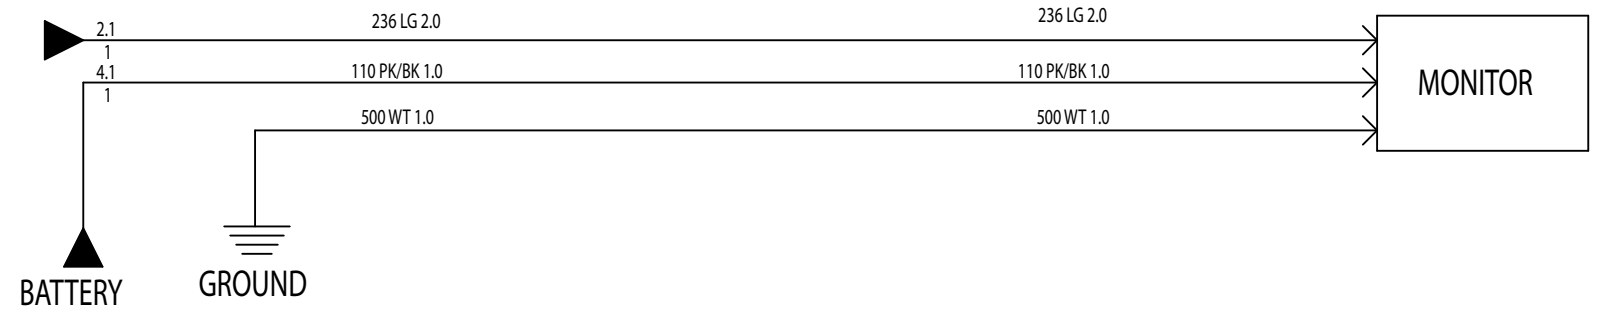 2.1
236 LG 2.0
236 LG 2.0
1
4.1
110 PK/BK 1.0
110 PK/BK 1.0
MONITOR
1
500 WT 1.0
500 WT 1.0
BATTERY
GROUND